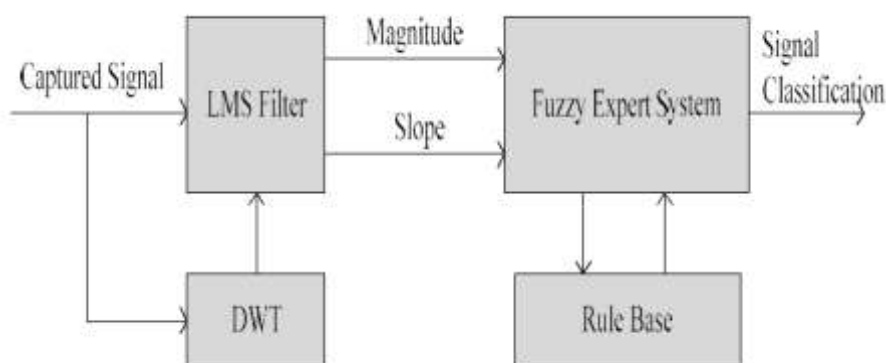 Captured Signal
LMS Filter
Magnitude
Slope
Fuzzy Expert System
Signal
Classification
DWT
Rule Base